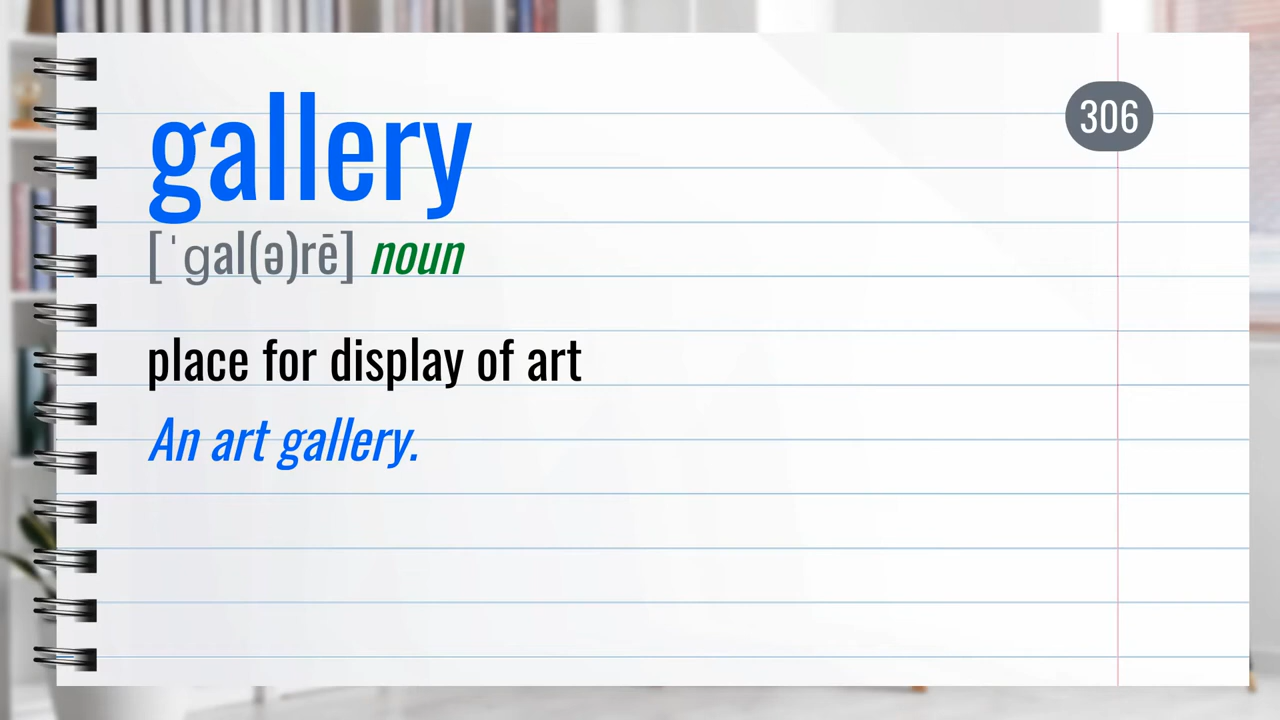 gallery
306
[ˈgal(ə)rē] noun
place for display of art
An art gallery.